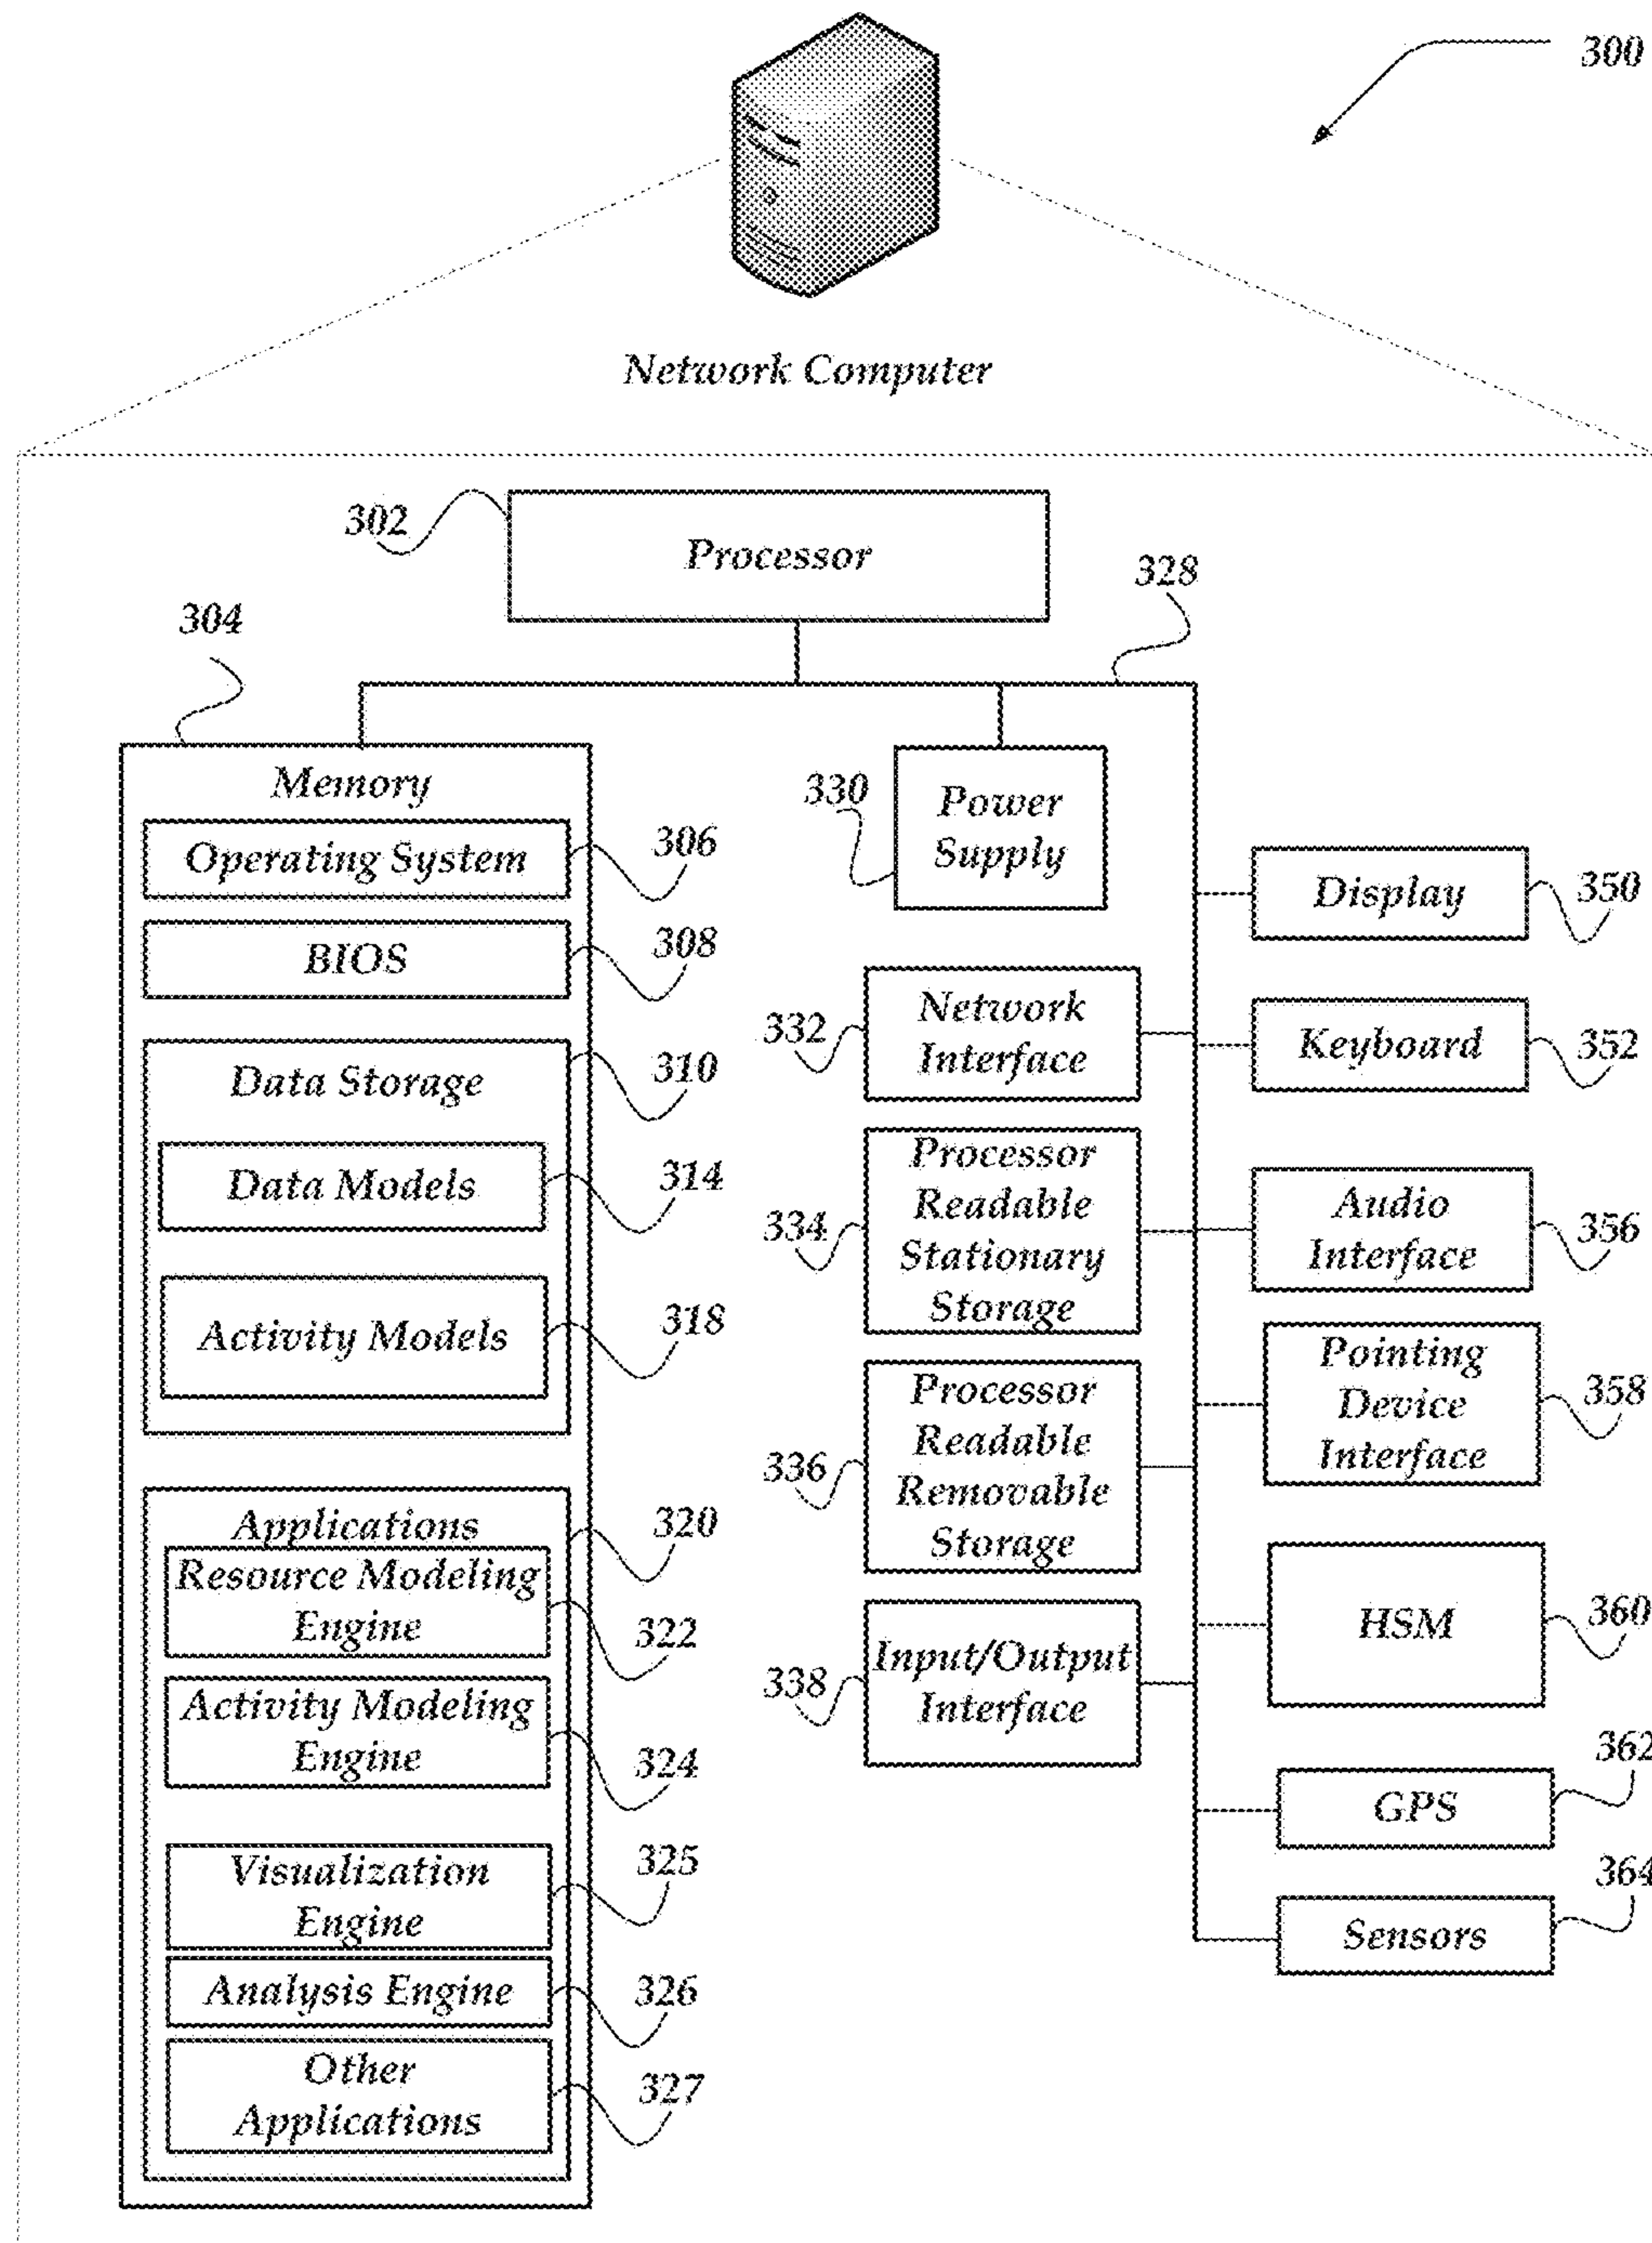 300
Network Computer
302
Processor
328
304
Memory
Operating System
306
BIOS
308
Data Storage
310
Data Models
314
Activity Models
318
Applications
320
Resource Modeling
Engine
322
Activity Modeling
Engine
324
Visualization
Engine
325
Analysis Engine
326
Other
Applications
327
330
Power
Supply
332
Network
Interface
334
Processor
Readable
Stationary
Storage
336
Processor
Readable
Removable
Storage
338
Input/Output
Interface
Display
350
Keyboard
352
Audio
Interface
356
Pointing
Device
Interface
358
HSM
360
GPS
362
Sensors
364